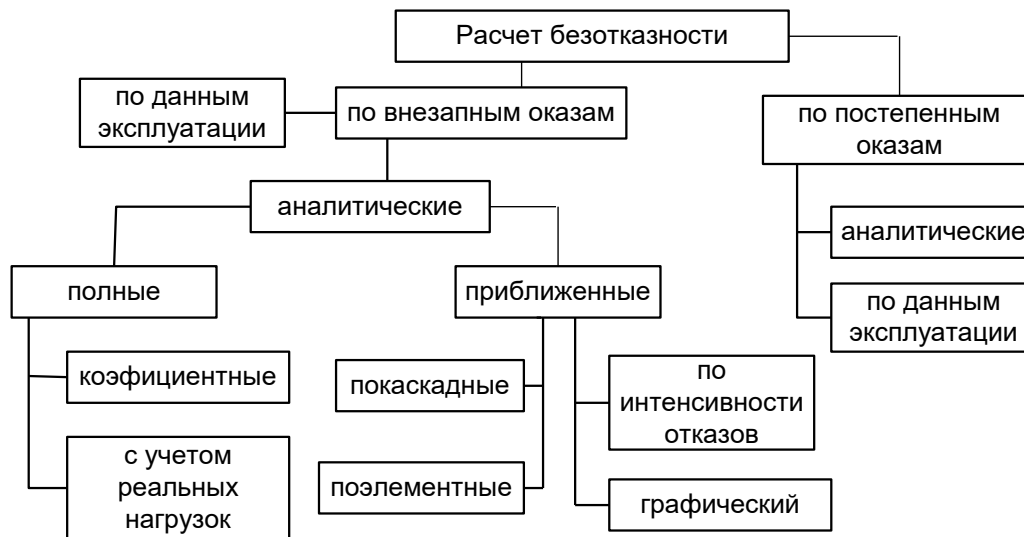 Расчет безотказности
по данным
эксплуатации
по внезапным оказам
по постепенным
оказам
аналитические
аналитические
полные
приближенные
по данным
эксплуатации
коэфициентные
покаскадные
по
интенсивности
отказов
с учетом
реальных
нагрузок
поэлементные
графический